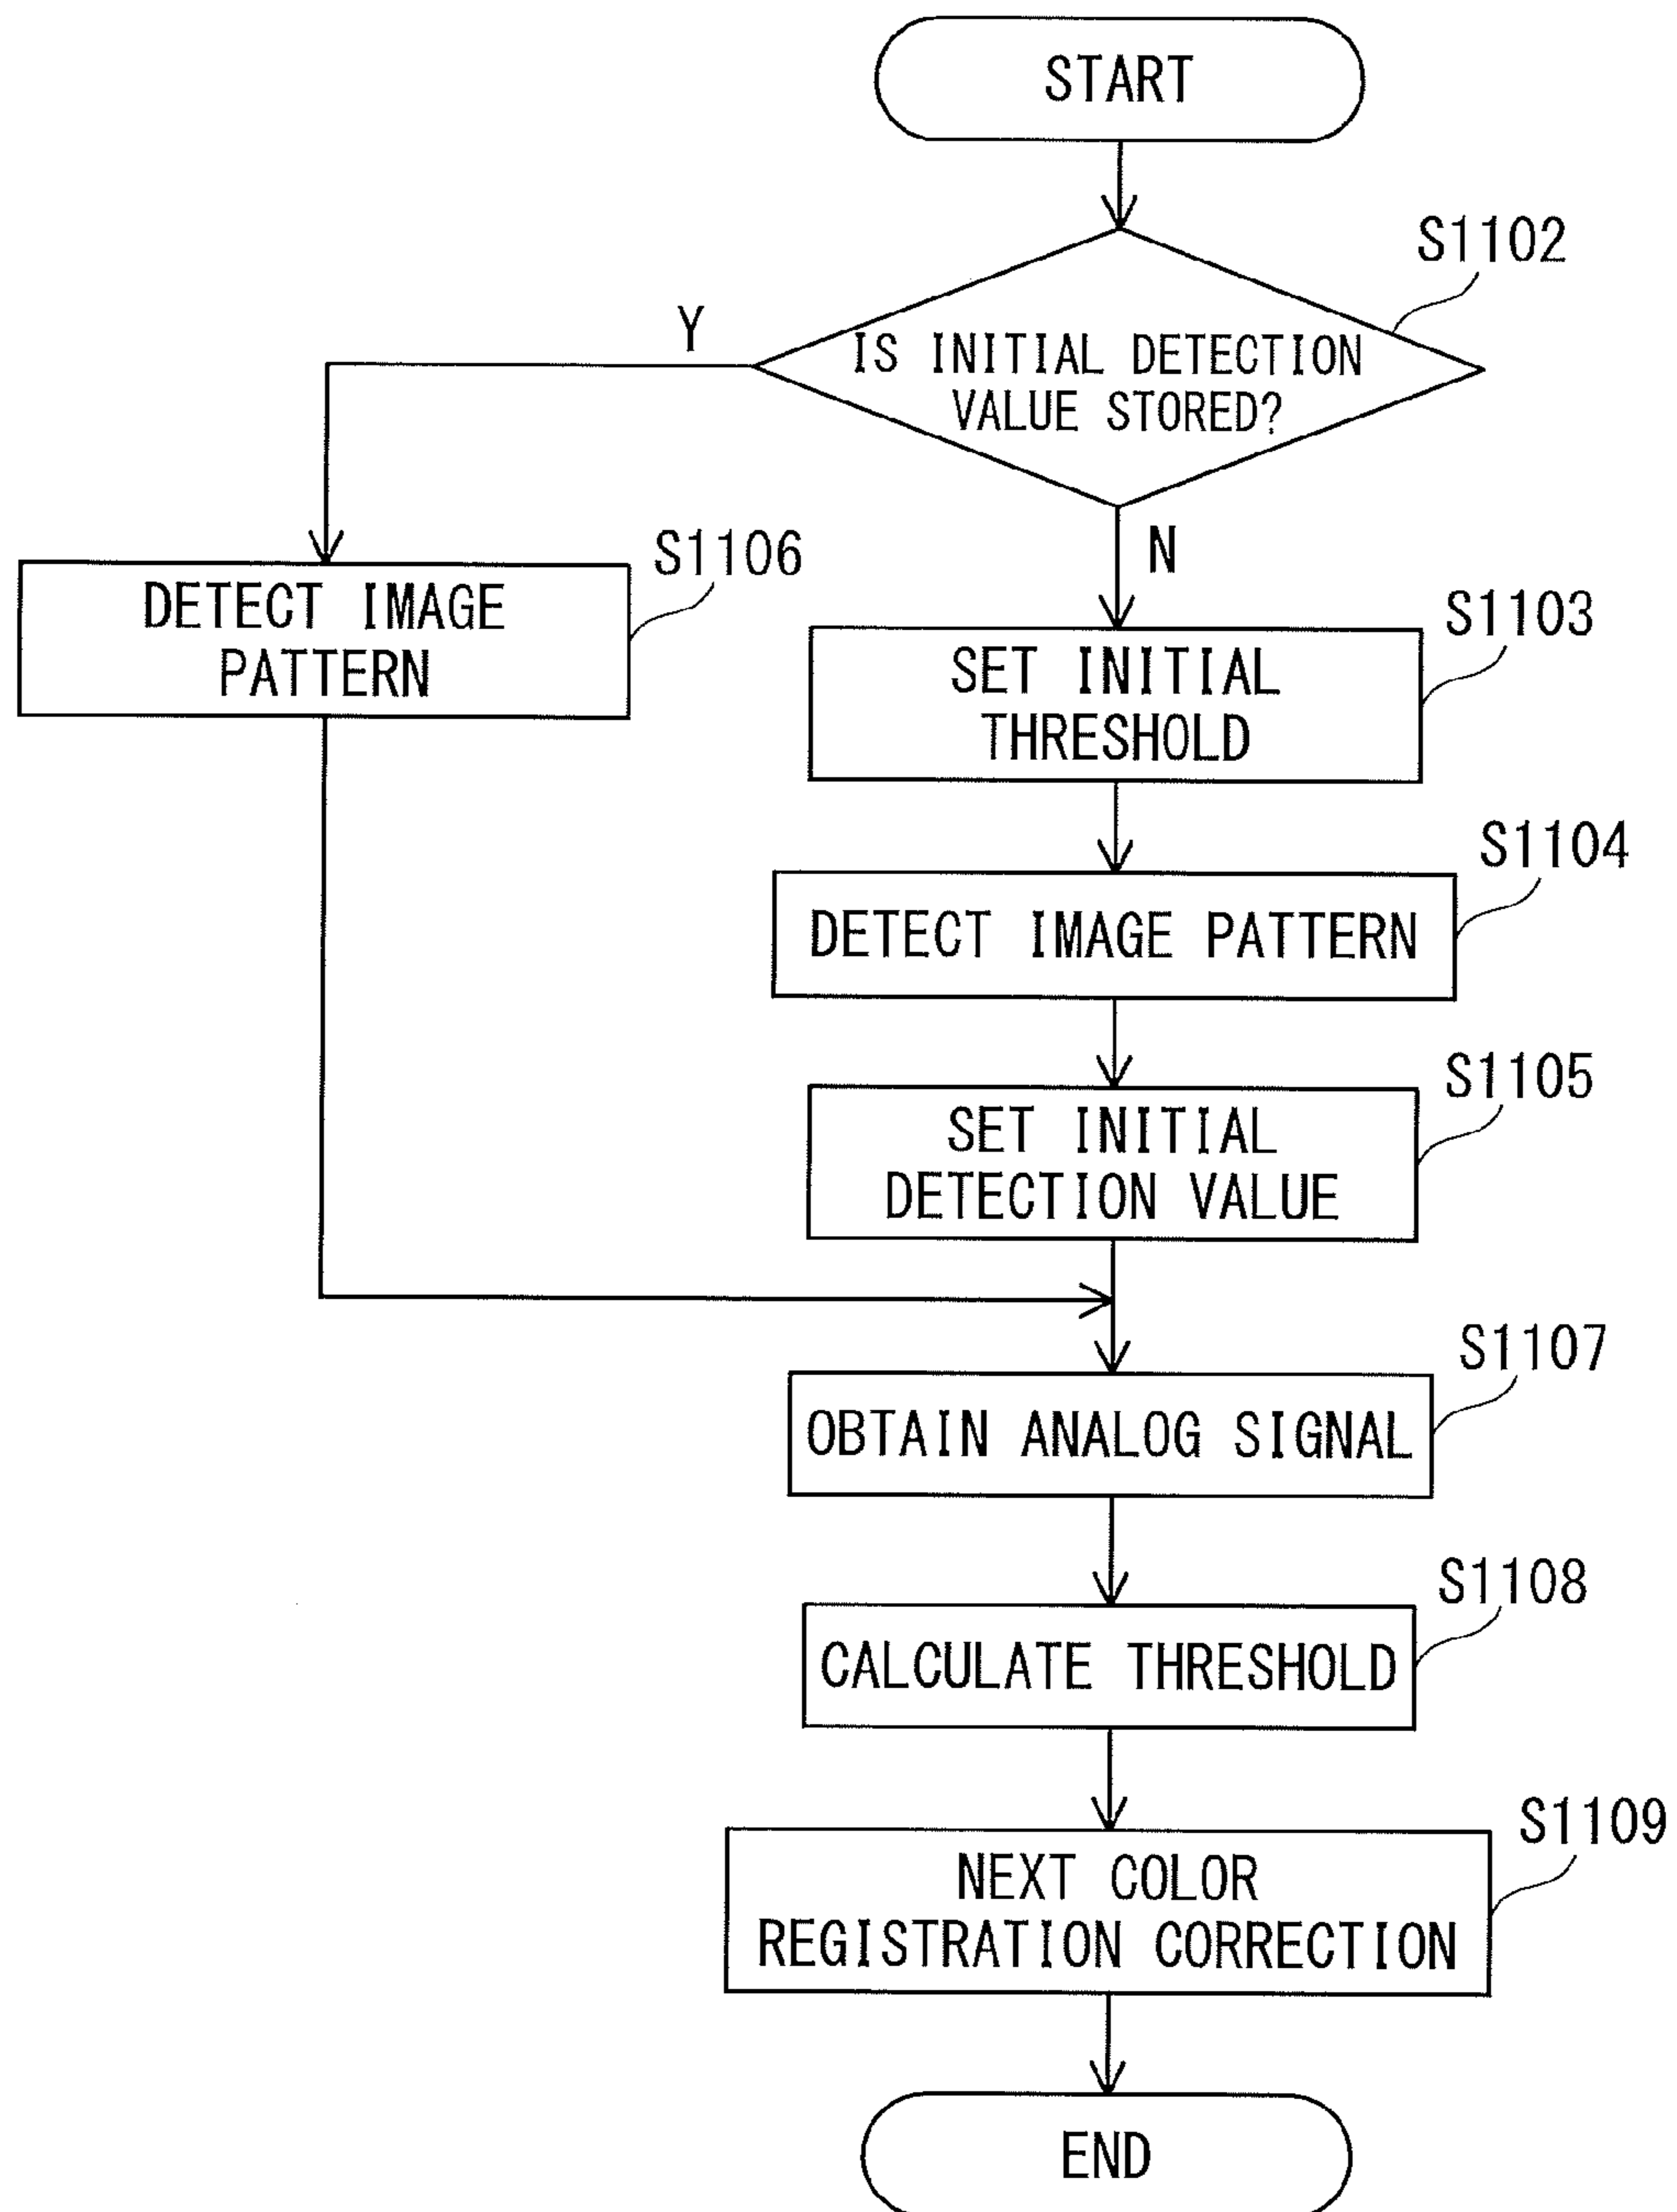 START
S1102
Y
IS INITIAL DETECTION
VALUE STORED?
N
S1106
DETECT IMAGE
PATTERN
S1103
SET INITIAL
THRESHOLD
S1104
DETECT IMAGE PATTERN
S1105
SET INITIAL
DETECTION VALUE
S1107
OBTAIN ANALOG SIGNAL
S1108
CALCULATE THRESHOLD
S1109
NEXT COLOR
REGISTRATION CORRECTION
END